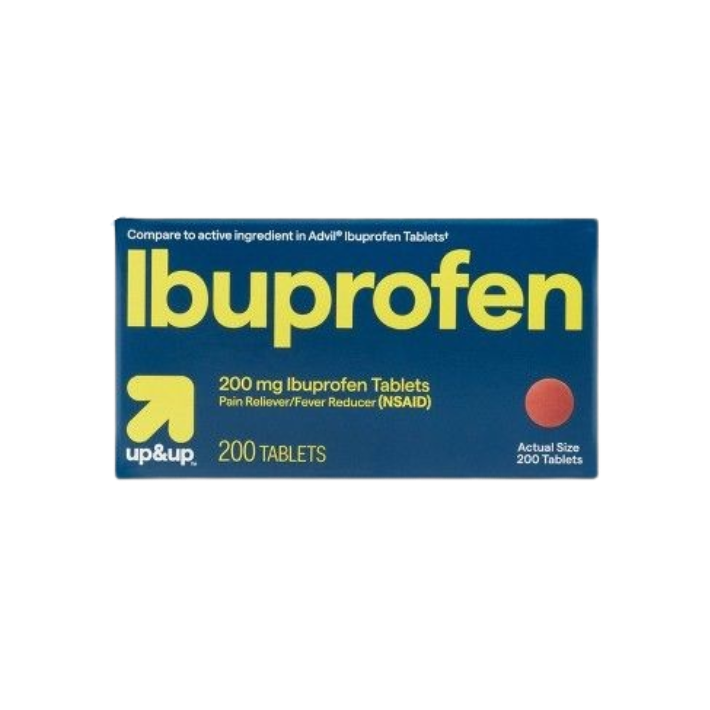 Compare to active ingredient in Advil® Ibuprofen Tablets†
Ibuprofen
200 mg Ibuprofen Tablets
Pain Reliever/Fever Reducer (NSAID)
up&up™
200 TABLETS
Actual Size
200 Tablets